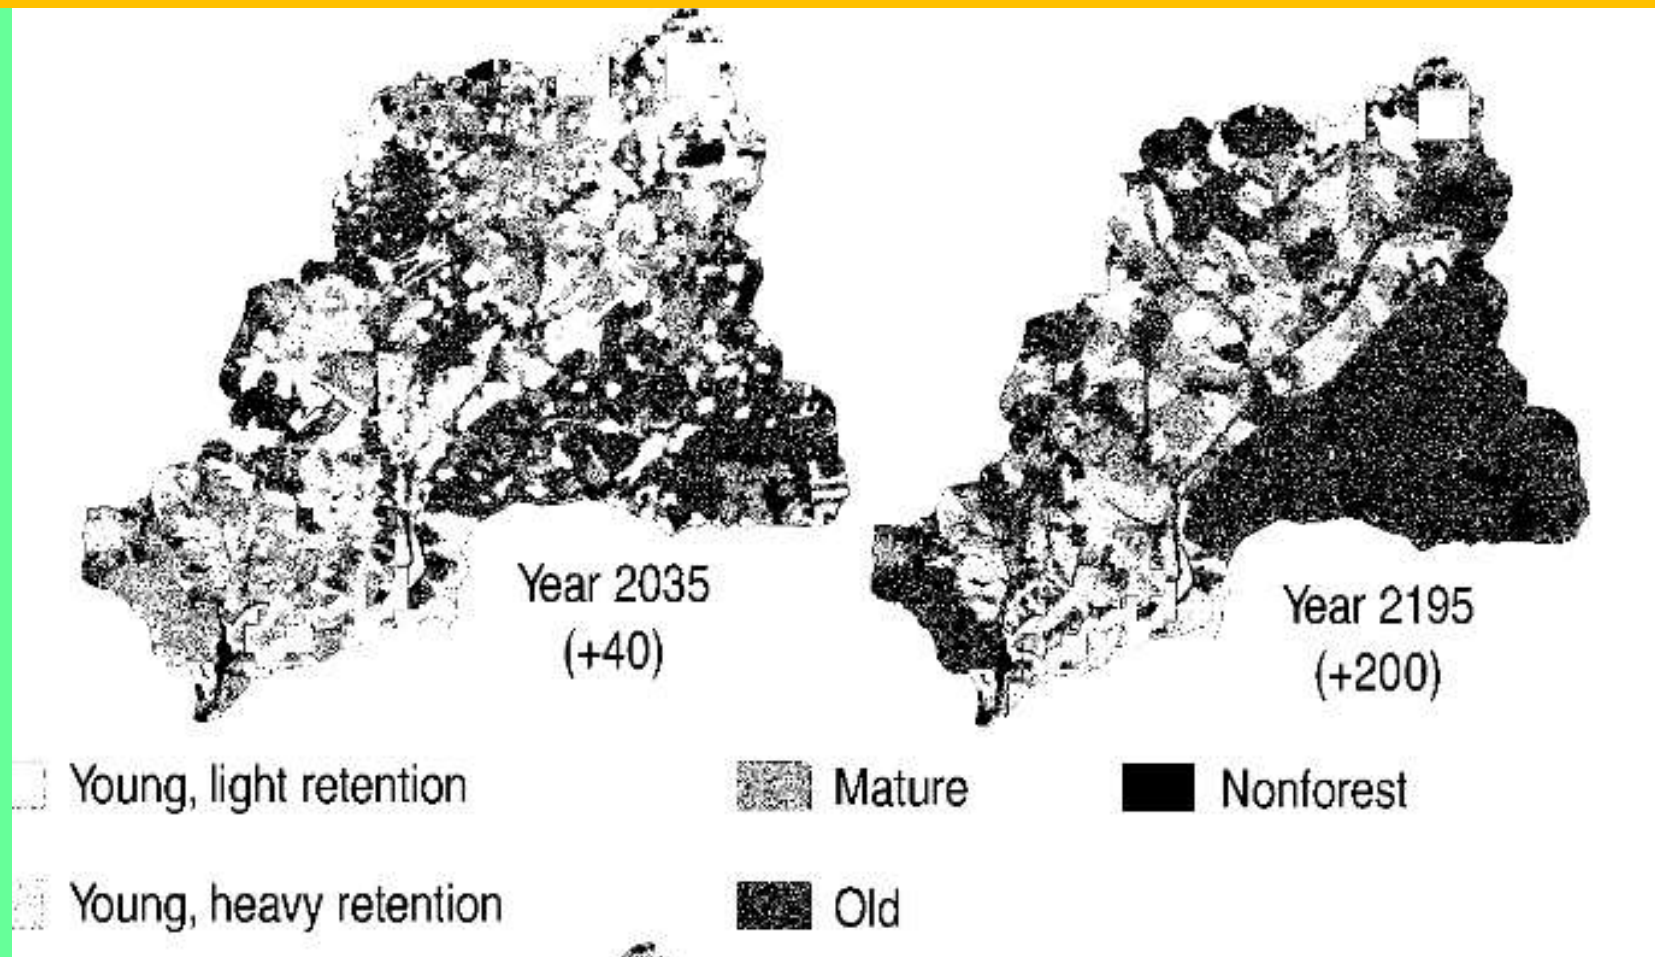 Year 2035
(+40)
Year 2195
(+200)
Young, light retention
Mature
Nonforest
Young, heavy retention
Old